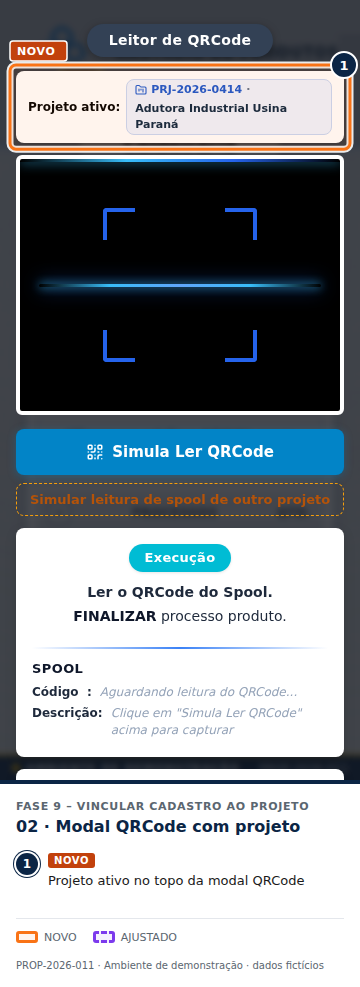 Leitor de QRCode
NOVO
1
Projeto ativo:
PRJ-2026-0414 ·
Adutora Industrial Usina
Paraná
Simula Ler QRCode
Simular leitura de spool de outro projeto
Execução
Ler o QRCode do Spool.
FINALIZAR processo produto.
SPOOL
Código : Aguardando leitura do QRCode...
Descrição: Clique em "Simula Ler QRCode"
acima para capturar
FASE 9 – VINCULAR CADASTRO AO PROJETO
02 · Modal QRCode com projeto
1 NOVO
Projeto ativo no topo da modal QRCode
NOVO AJUSTADO
PROP-2026-011 · Ambiente de demonstração · dados fictícios